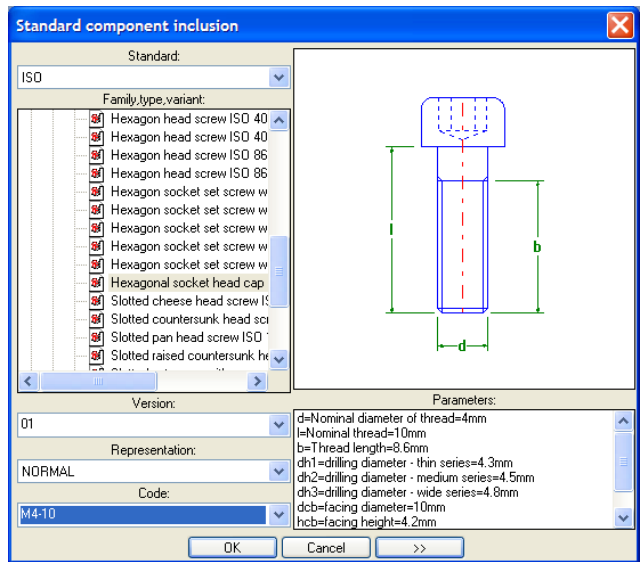 Standard component inclusion
Standard:
ISO
Family,type,variant:
Hexagon head screw ISO 40
Hexagon head screw ISO 40
Hexagon head screw ISO 86
Hexagon head screw ISO 86
Hexagon socket set screw w
Hexagon socket set screw w
Hexagon socket set screw w
Hexagon socket set screw w
Hexagon socket set screw w
Hexagonal socket head cap
Slotted cheese head screw IS
Slotted countersunk head scr
Slotted pan head screw ISO
Slotted raised countersunk he
Version:
01
Representation:
NORMAL
Code:
M4-10
l
b
d
Parameters:
d=Nominal diameter of thread=4mm
l=Nominal thread=10mm
b=Thread length=8.6mm
dh1=drilling diameter - thin series=4.3mm
dh2=drilling diameter - medium series=4.5mm
dh3=drilling diameter - wide series=4.8mm
dcb=facing diameter=10mm
hcb=facing height=4.2mm
OK
Cancel
>>